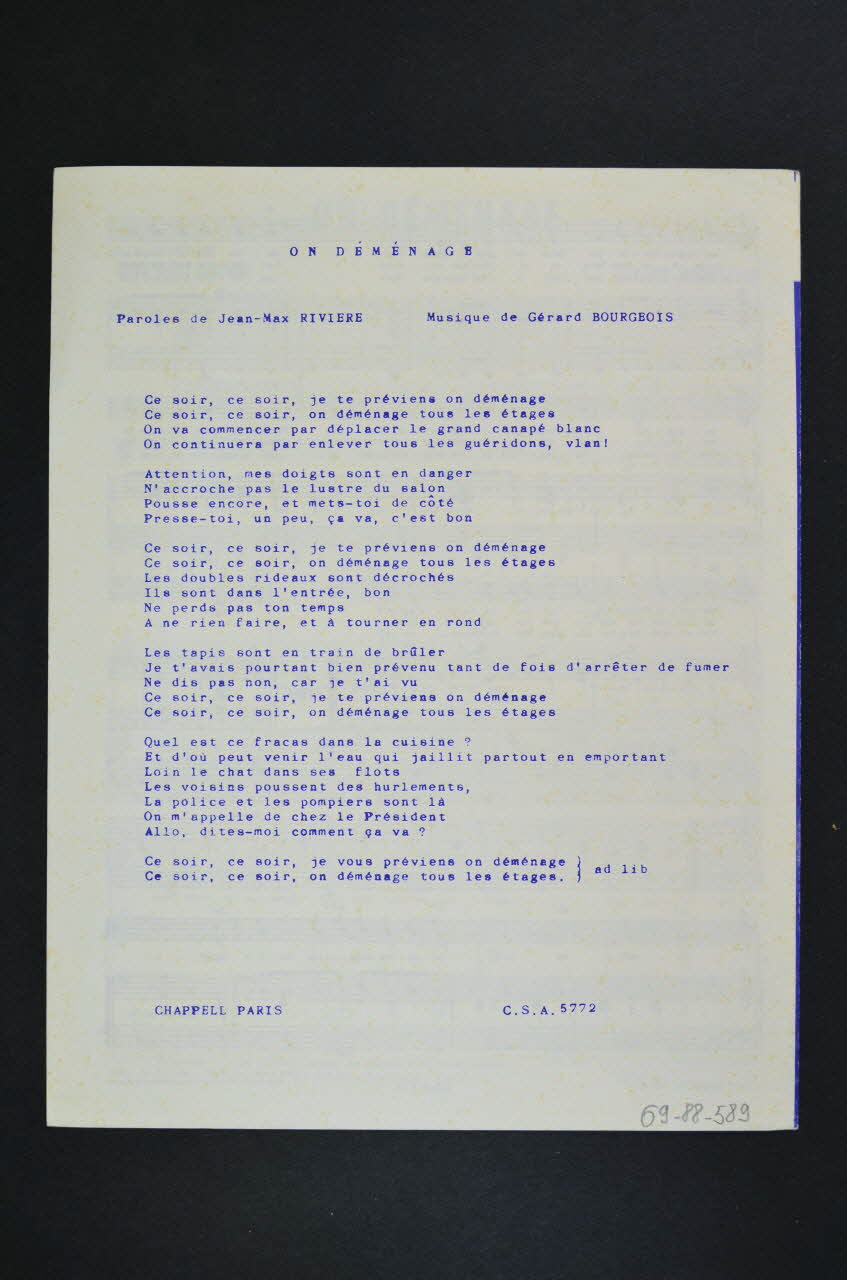 ON DÉMÉNAGE
Paroles de Jean-Max RIVIERE Musique de Gérard BOURGEOIS
Ce soir, ce soir, je te préviens on déménage
Ce soir, ce soir, on déménage tous les étages
On va commencer par déplacer le grand canapé blanc
On continuera par enlever tous les guéridons, vlan!
Attention, mes doigts sont en danger
N'accroche pas le lustre du salon
Pousse encore, et mets-toi de côté
Presse-toi, un peu, ça va, c'est bon
Ce soir, ce soir, je te préviens on déménage
Ce soir, ce soir, on déménage tous les étages
Les doubles rideaux sont décrochés
Ils sont dans l'entrée, bon
Ne perds pas ton temps
A ne rien faire, et à tourner en rond
Les tapis sont en train de brûler
Je t'avais pourtant bien prévenu tant de fois d'arrêter de fumer
Ne dis pas non, car je t'ai vu
Ce soir, ce soir, je te préviens on déménage
Ce soir, ce soir, on déménage tous les étages
Quel est ce fracas dans la cuisine ?
Et d'où peut venir l'eau qui jaillit partout en emportant
Loin le chat dans ses flots
Les voisins poussent des hurlements,
La police et les pompiers sont là
On m'appelle de chez le Président
Allo, dites-moi comment ça va ?
Ce soir, ce soir, je vous préviens on déménage )
Ce soir, ce soir, on déménage tous les étages. ) ad lib
CHAPPELL PARIS C.S.A. 5772
69-88-589